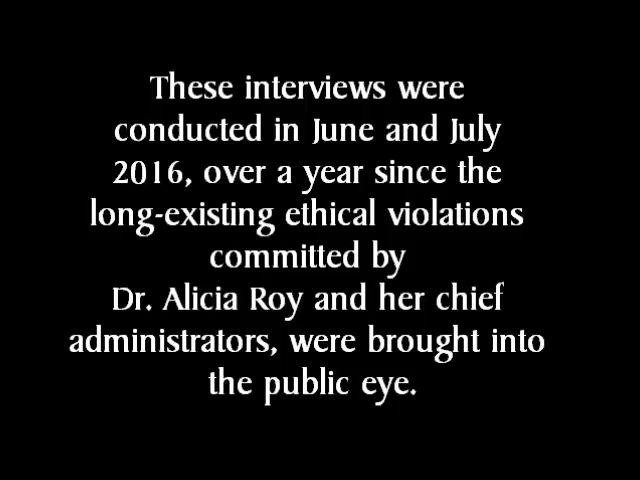 These interviews were
conducted in June and July
2016, over a year since the
long-existing ethical violations
committed by
Dr. Alicia Roy and her chief
administrators, were brought into
the public eye.